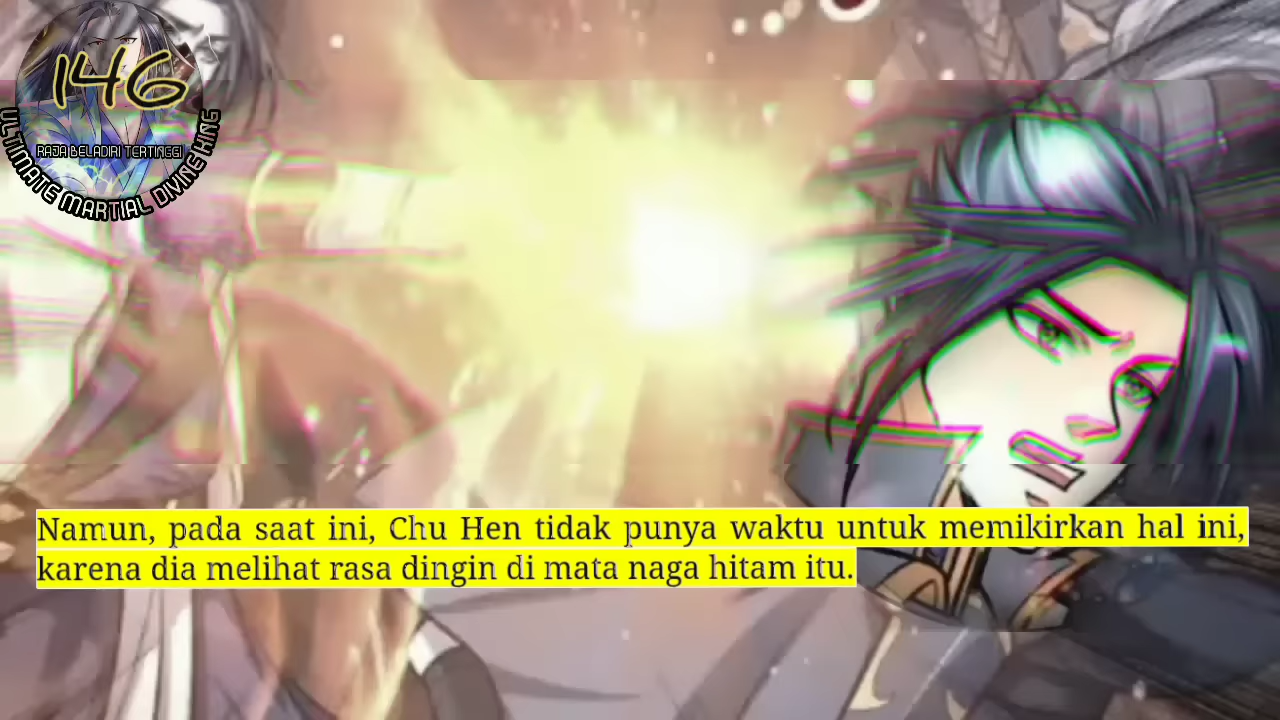 146
RAJA BELADIRI TERTINGGI
ULTIMATE MARTIAL DIVINE KING
Namun, pada saat ini, Chu Hen tidak punya waktu untuk memikirkan hal ini,
karena dia melihat rasa dingin di mata naga hitam itu.